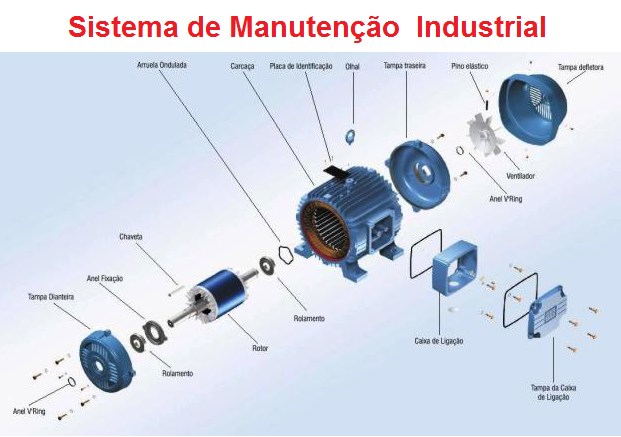 Sistema de Manutenção Industrial
Arruela Ondulada
Carcaça
Placa de Identificação
Olhal
Tampa traseira
Pino elástico
Tampa defletora
Ventilador
Anel V'Ring
Chaveta
Anel Fixação
Tampa Dianteira
Rolamento
Rotor
Caixa de Ligação
Rolamento
Anel V'Ring
Tampa da Caixa
de Ligação